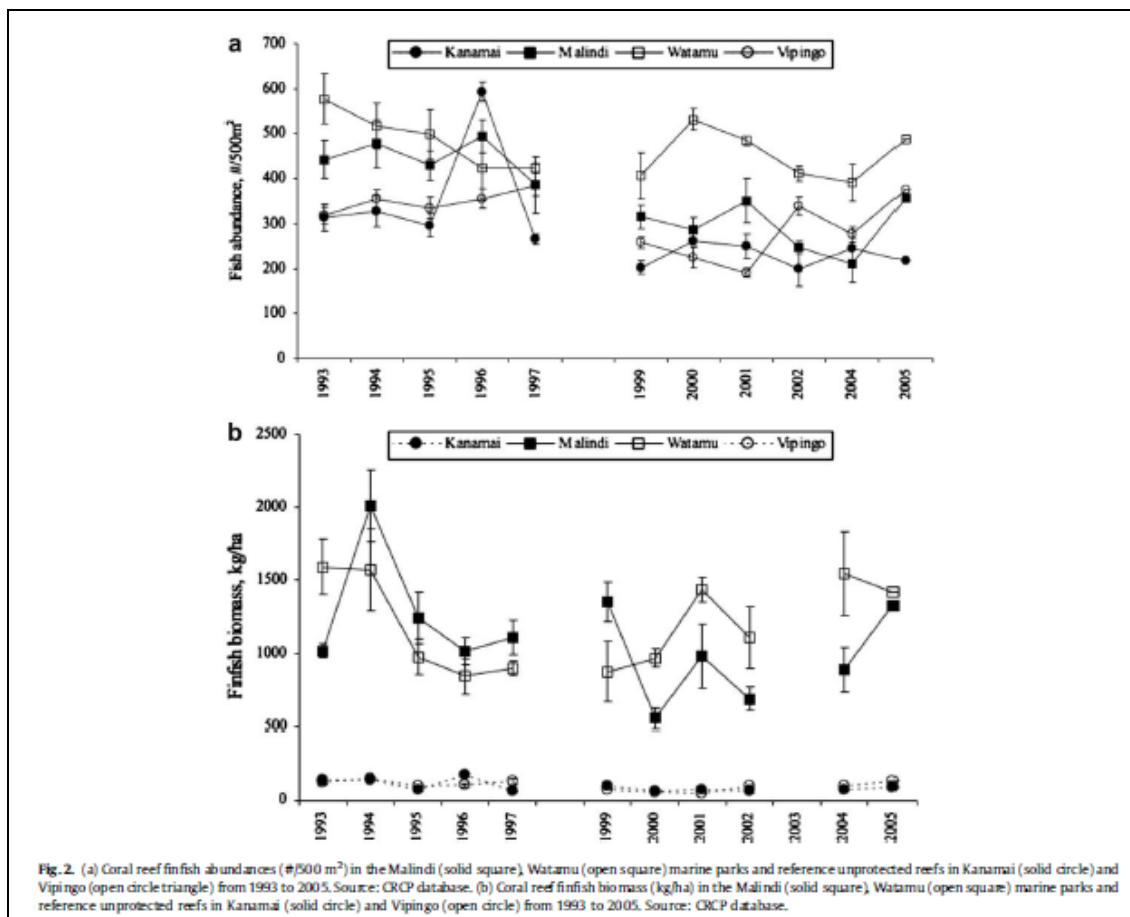 a
700
Kanamai Malindi Watamu Vipingo
600
500
400
300
200
100
0
Fish abundance, #/500m²
1993 1994 1995 1996 1997 1999 2000 2001 2002 2004 2005
b
2500
Kanamai Malindi Watamu Vipingo
2000
1500
1000
500
0
Finfish biomass, kg/ha
1993 1994 1995 1996 1997 1999 2000 2001 2002 2003 2004 2005
Fig. 2. (a) Coral reef finfish abundances (#/500 m²) in the Malindi (solid square), Watamu (open square) marine parks and reference unprotected reefs in Kanamai (solid circle) and
Vipingo (open circle triangle) from 1993 to 2005. Source: CRCP database. (b) Coral reef finfish biomass (kg/ha) in the Malindi (solid square), Watamu (open square) marine parks and
reference unprotected reefs in Kanamai (solid circle) and Vipingo (open circle) from 1993 to 2005. Source: CRCP database.